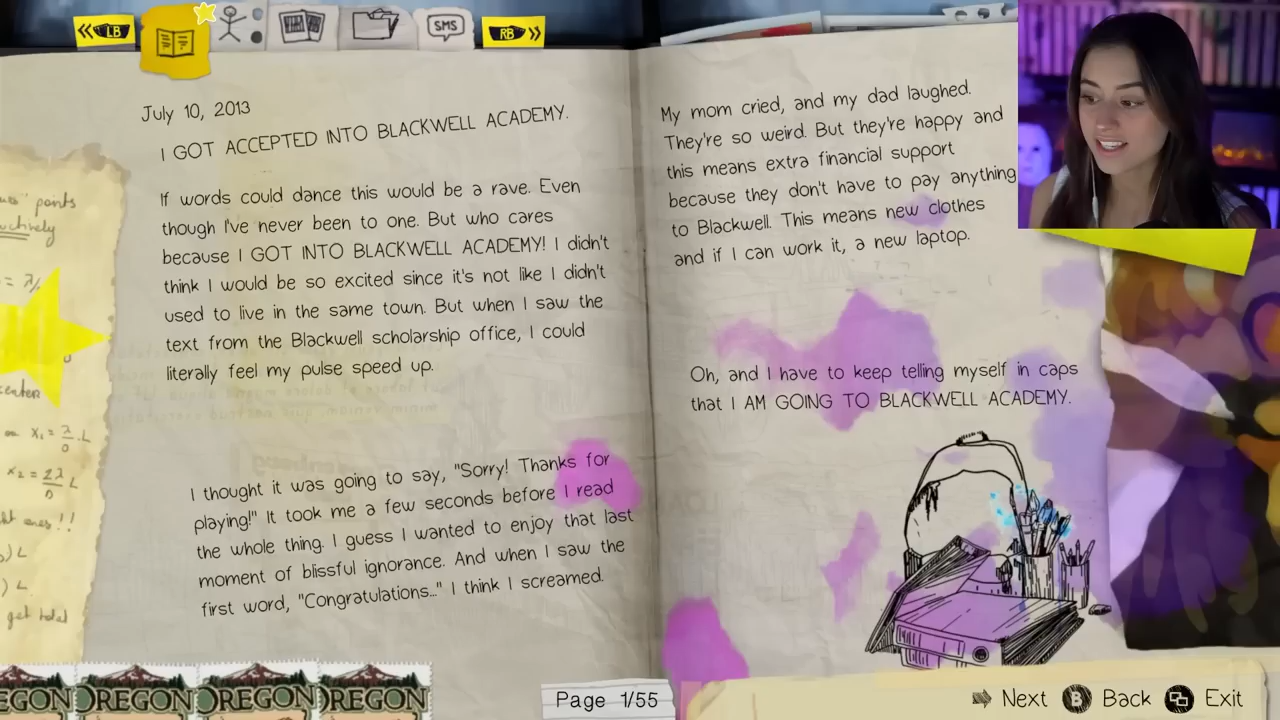 LB
SMS
RB
July 10, 2013
I GOT ACCEPTED INTO BLACKWELL ACADEMY.
If words could dance this would be a rave. Even
though I've never been to one. But who cares
because I GOT INTO BLACKWELL ACADEMY! I didn't
think I would be so excited since it's not like I didn't
used to live in the same town. But when I saw the
text from the Blackwell scholarship office, I could
literally feel my pulse speed up.
I thought it was going to say, "Sorry! Thanks for
playing!" It took me a few seconds before I read
the whole thing. I guess I wanted to enjoy that last
moment of blissful ignorance. And when I saw the
first word, "Congratulations..." I think I screamed.
My mom cried, and my dad laughed.
They're so weird. But they're happy and
this means extra financial support
because they don't have to pay anything
to Blackwell. This means new clothes
and if I can work it, a new laptop.
Oh, and I have to keep telling myself in caps
that I AM GOING TO BLACKWELL ACADEMY.
points
get total
EGON OREGON OREGON OREGON
Page 1/55
Next B Back Exit